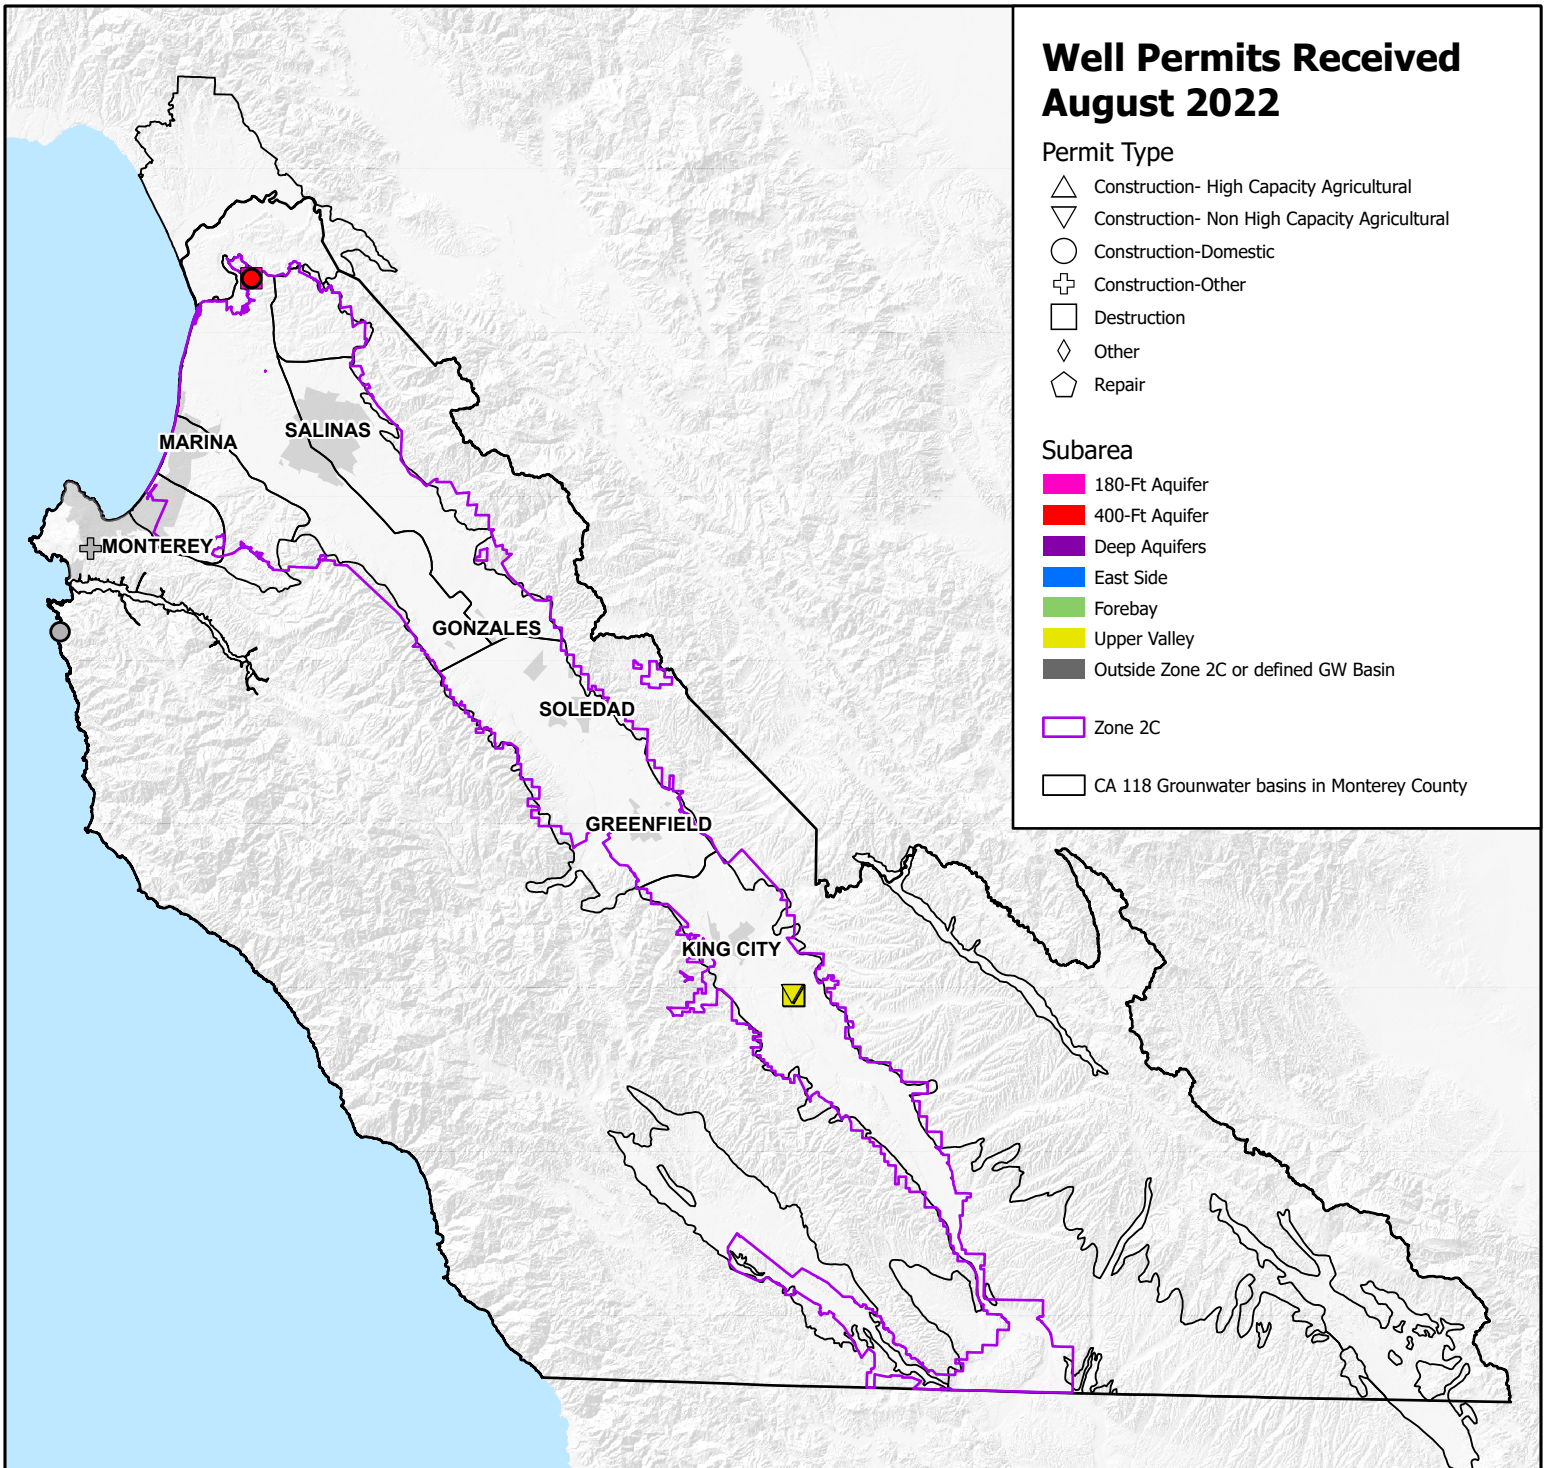 Well Permits Received
August 2022
Permit Type
Construction- High Capacity Agricultural
Construction- Non High Capacity Agricultural
Construction-Domestic
Construction-Other
Destruction
Other
Repair
Subarea
180-Ft Aquifer
400-Ft Aquifer
Deep Aquifers
East Side
Forebay
Upper Valley
Outside Zone 2C or defined GW Basin
Zone 2C
CA 118 Grounwater basins in Monterey County
SALINAS
MARINA
MONTEREY
GONZALES
SOLEDAD
GREENFIELD
KING CITY